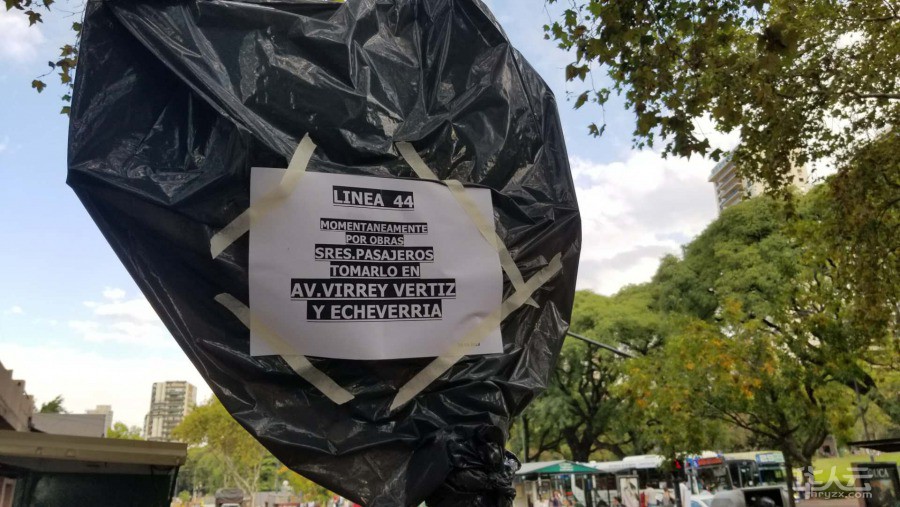 LINEA 44
MOMENTANEAMENTE
POR OBRAS
SRES.PASAJEROS
TOMARLO EN
AV.VIRREY VERTIZ
Y ECHEVERRIA